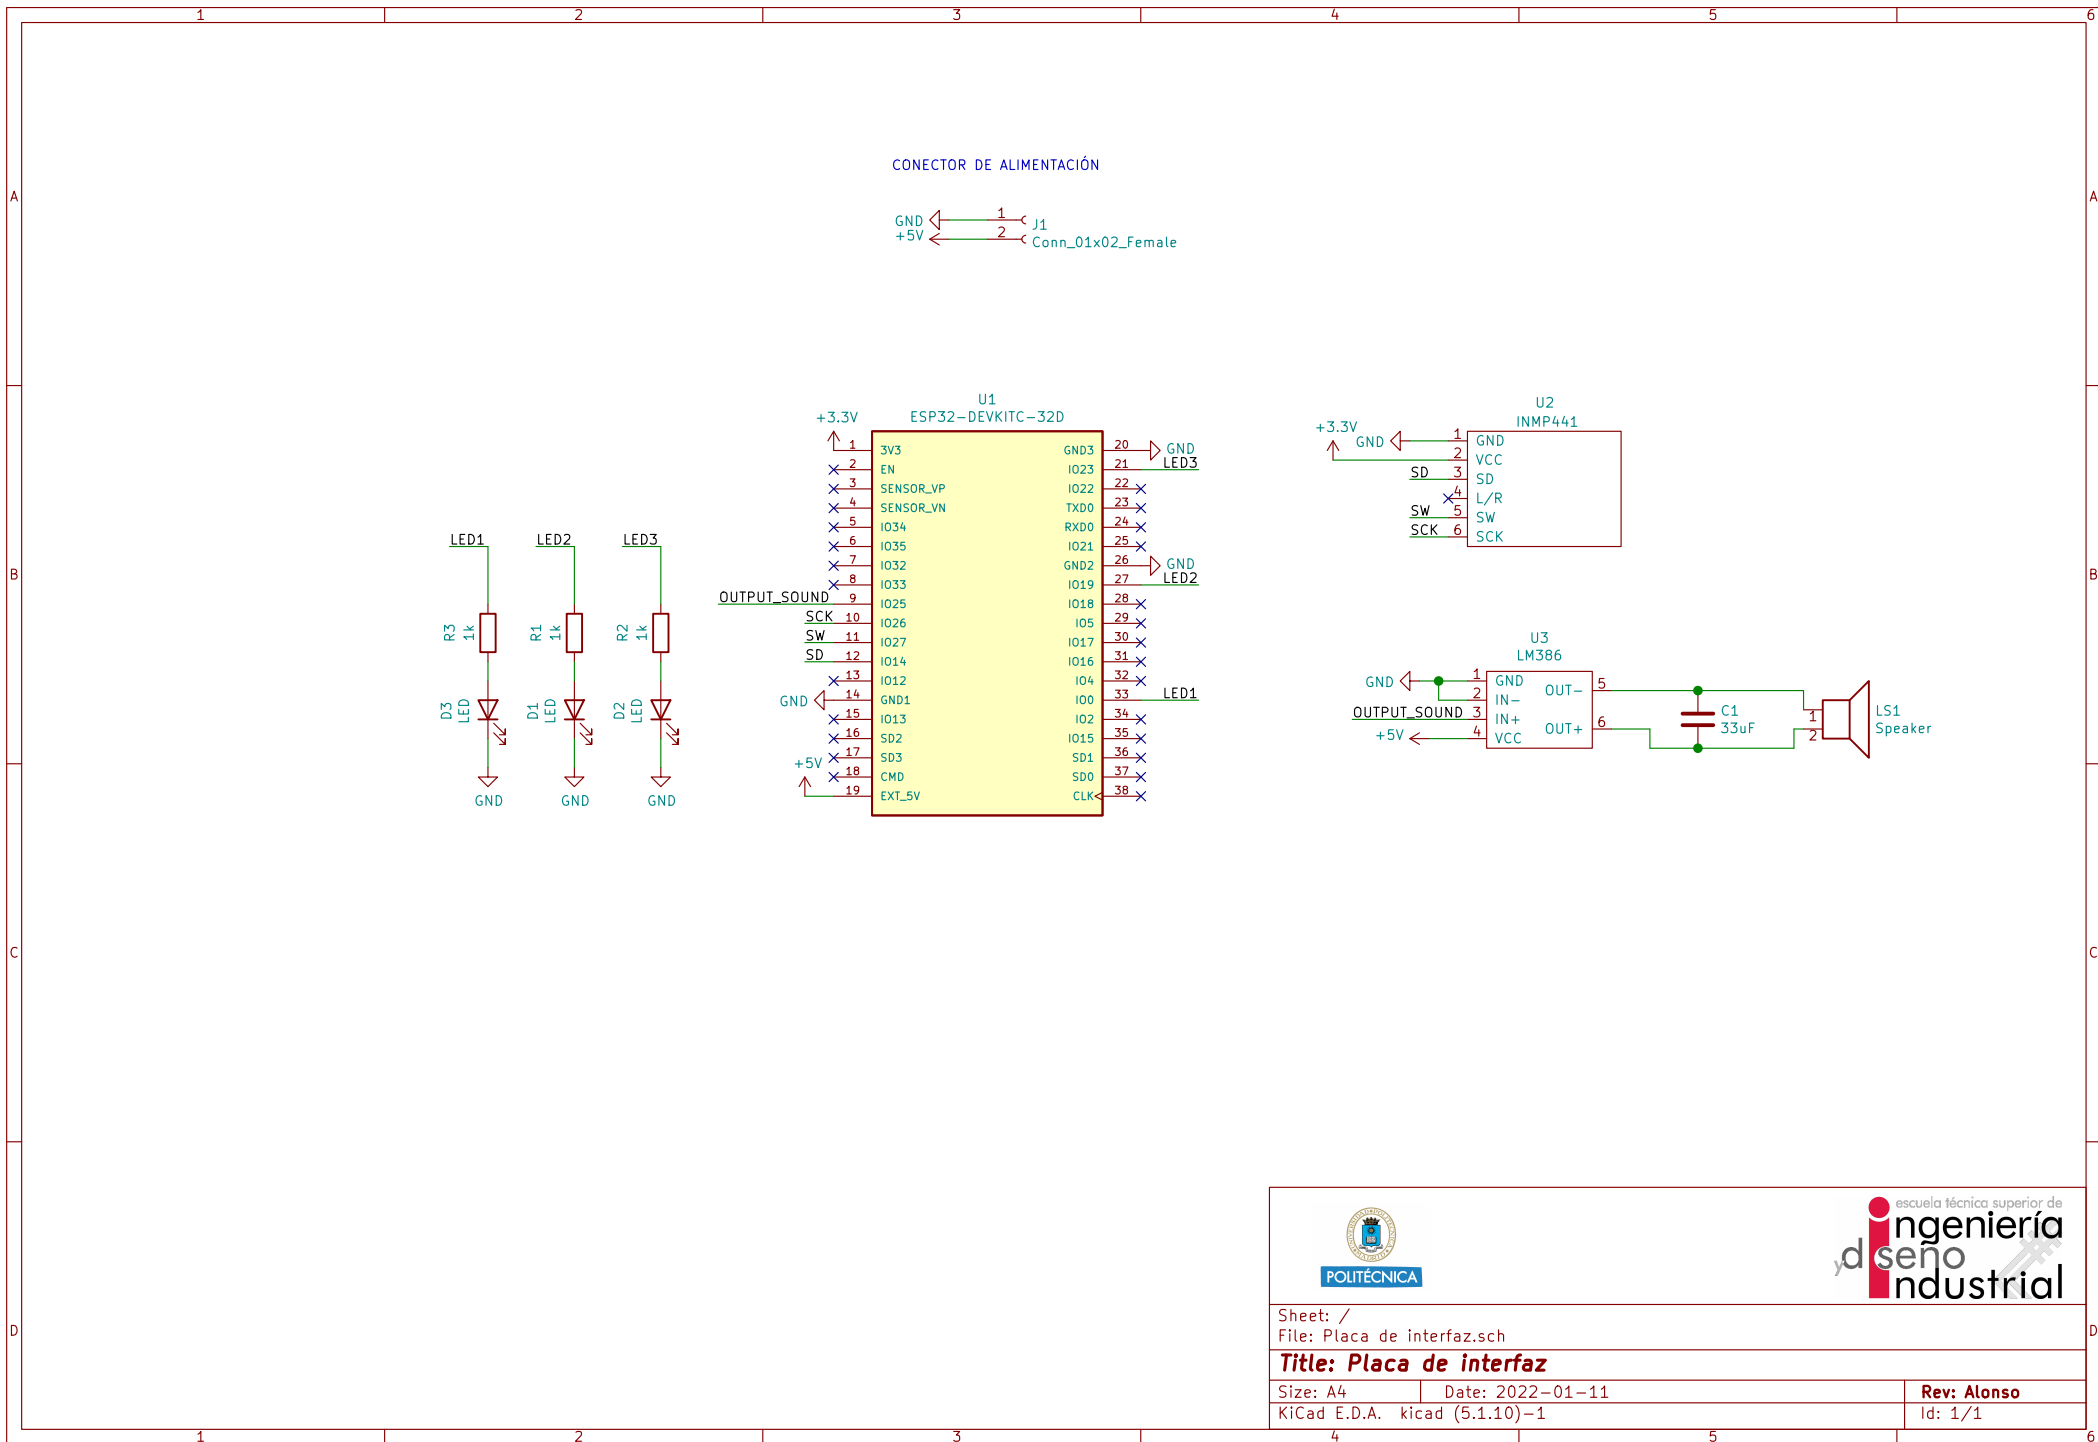 1 2 3 4 5 6
A
B
C
D
A
B
C
D
CONECTOR DE ALIMENTACIÓN
GND 1 J1
+5V 2 Conn_01x02_Female
LED1 LED2 LED3
R3 1k R1 1k R2 1k
D3 LED D1 LED D2 LED
GND GND GND
U1
ESP32-DEVKITC-32D
+3.3V
1 3V3
2 EN
3 SENSOR_VP
4 SENSOR_VN
5 IO34
6 IO35
7 IO32
8 IO33
OUTPUT_SOUND 9 IO25
SCK 10 IO26
SW 11 IO27
SD 12 IO14
13 IO12
GND 14 GND1
15 IO13
16 SD2
17 SD3
18 CMD
+5V
19 EXT_5V
GND3 20 GND
IO23 21 LED3
IO22 22
TXD0 23
RXD0 24
IO21 25
GND2 26 GND
IO19 27 LED2
IO18 28
IO5 29
IO17 30
IO16 31
IO4 32
IO0 33 LED1
IO2 34
IO15 35
SD1 36
SD0 37
CLK 38
U2
INMP441
+3.3V
GND 1 GND
2 VCC
SD 3 SD
4 L/R
SW 5 SW
SCK 6 SCK
U3
LM386
GND 1 GND
2 IN-
OUTPUT_SOUND 3 IN+
+5V 4 VCC
OUT- 5
OUT+ 6
C1
33uF
1 LS1
2 Speaker
POLITÉCNICA
escuela técnica superior de
ingeniería
y diseño
industrial
Sheet: /
File: Placa de interfaz.sch
Title: Placa de interfaz
Size: A4 Date: 2022-01-11 Rev: Alonso
KiCad E.D.A. kicad (5.1.10)-1 Id: 1/1
1 2 3 4 5 6